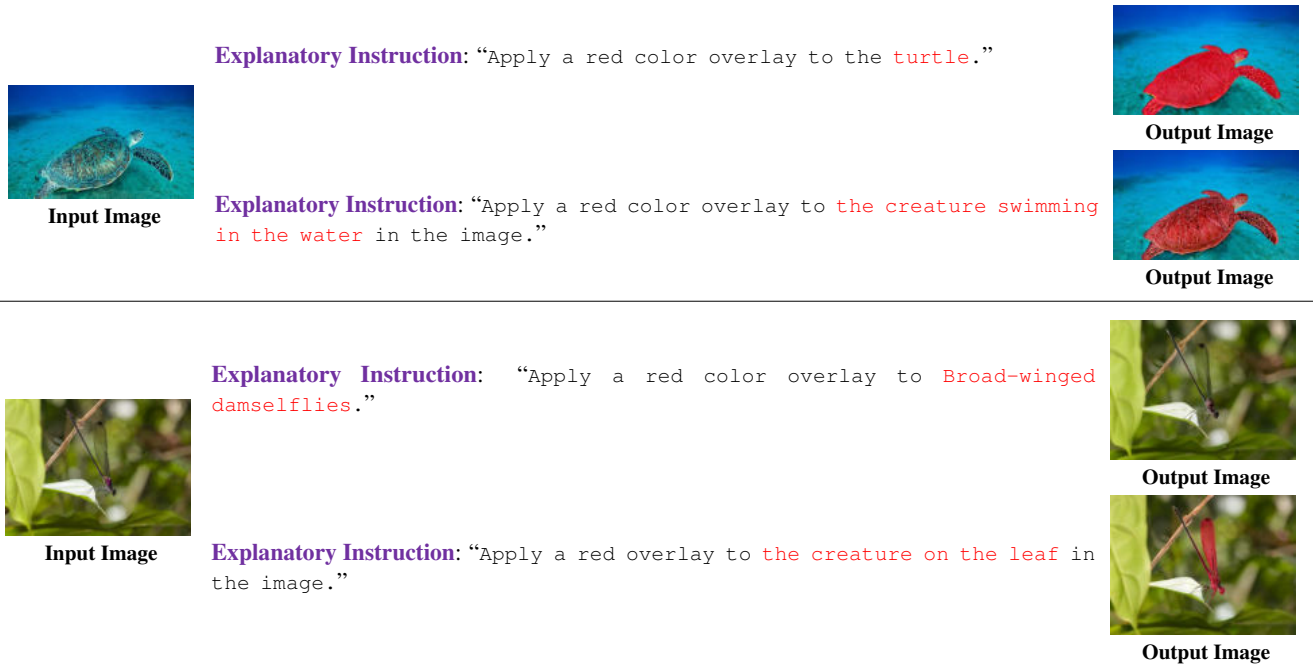 Explanatory Instruction: “Apply a red color overlay to the turtle.”
Output Image
Input Image
Explanatory Instruction: “Apply a red color overlay to the creature swimming
in the water in the image.”
Output Image
Explanatory Instruction: “Apply a red color overlay to Broad-winged
damselflies.”
Output Image
Input Image
Explanatory Instruction: “Apply a red overlay to the creature on the leaf in
the image.”
Output Image